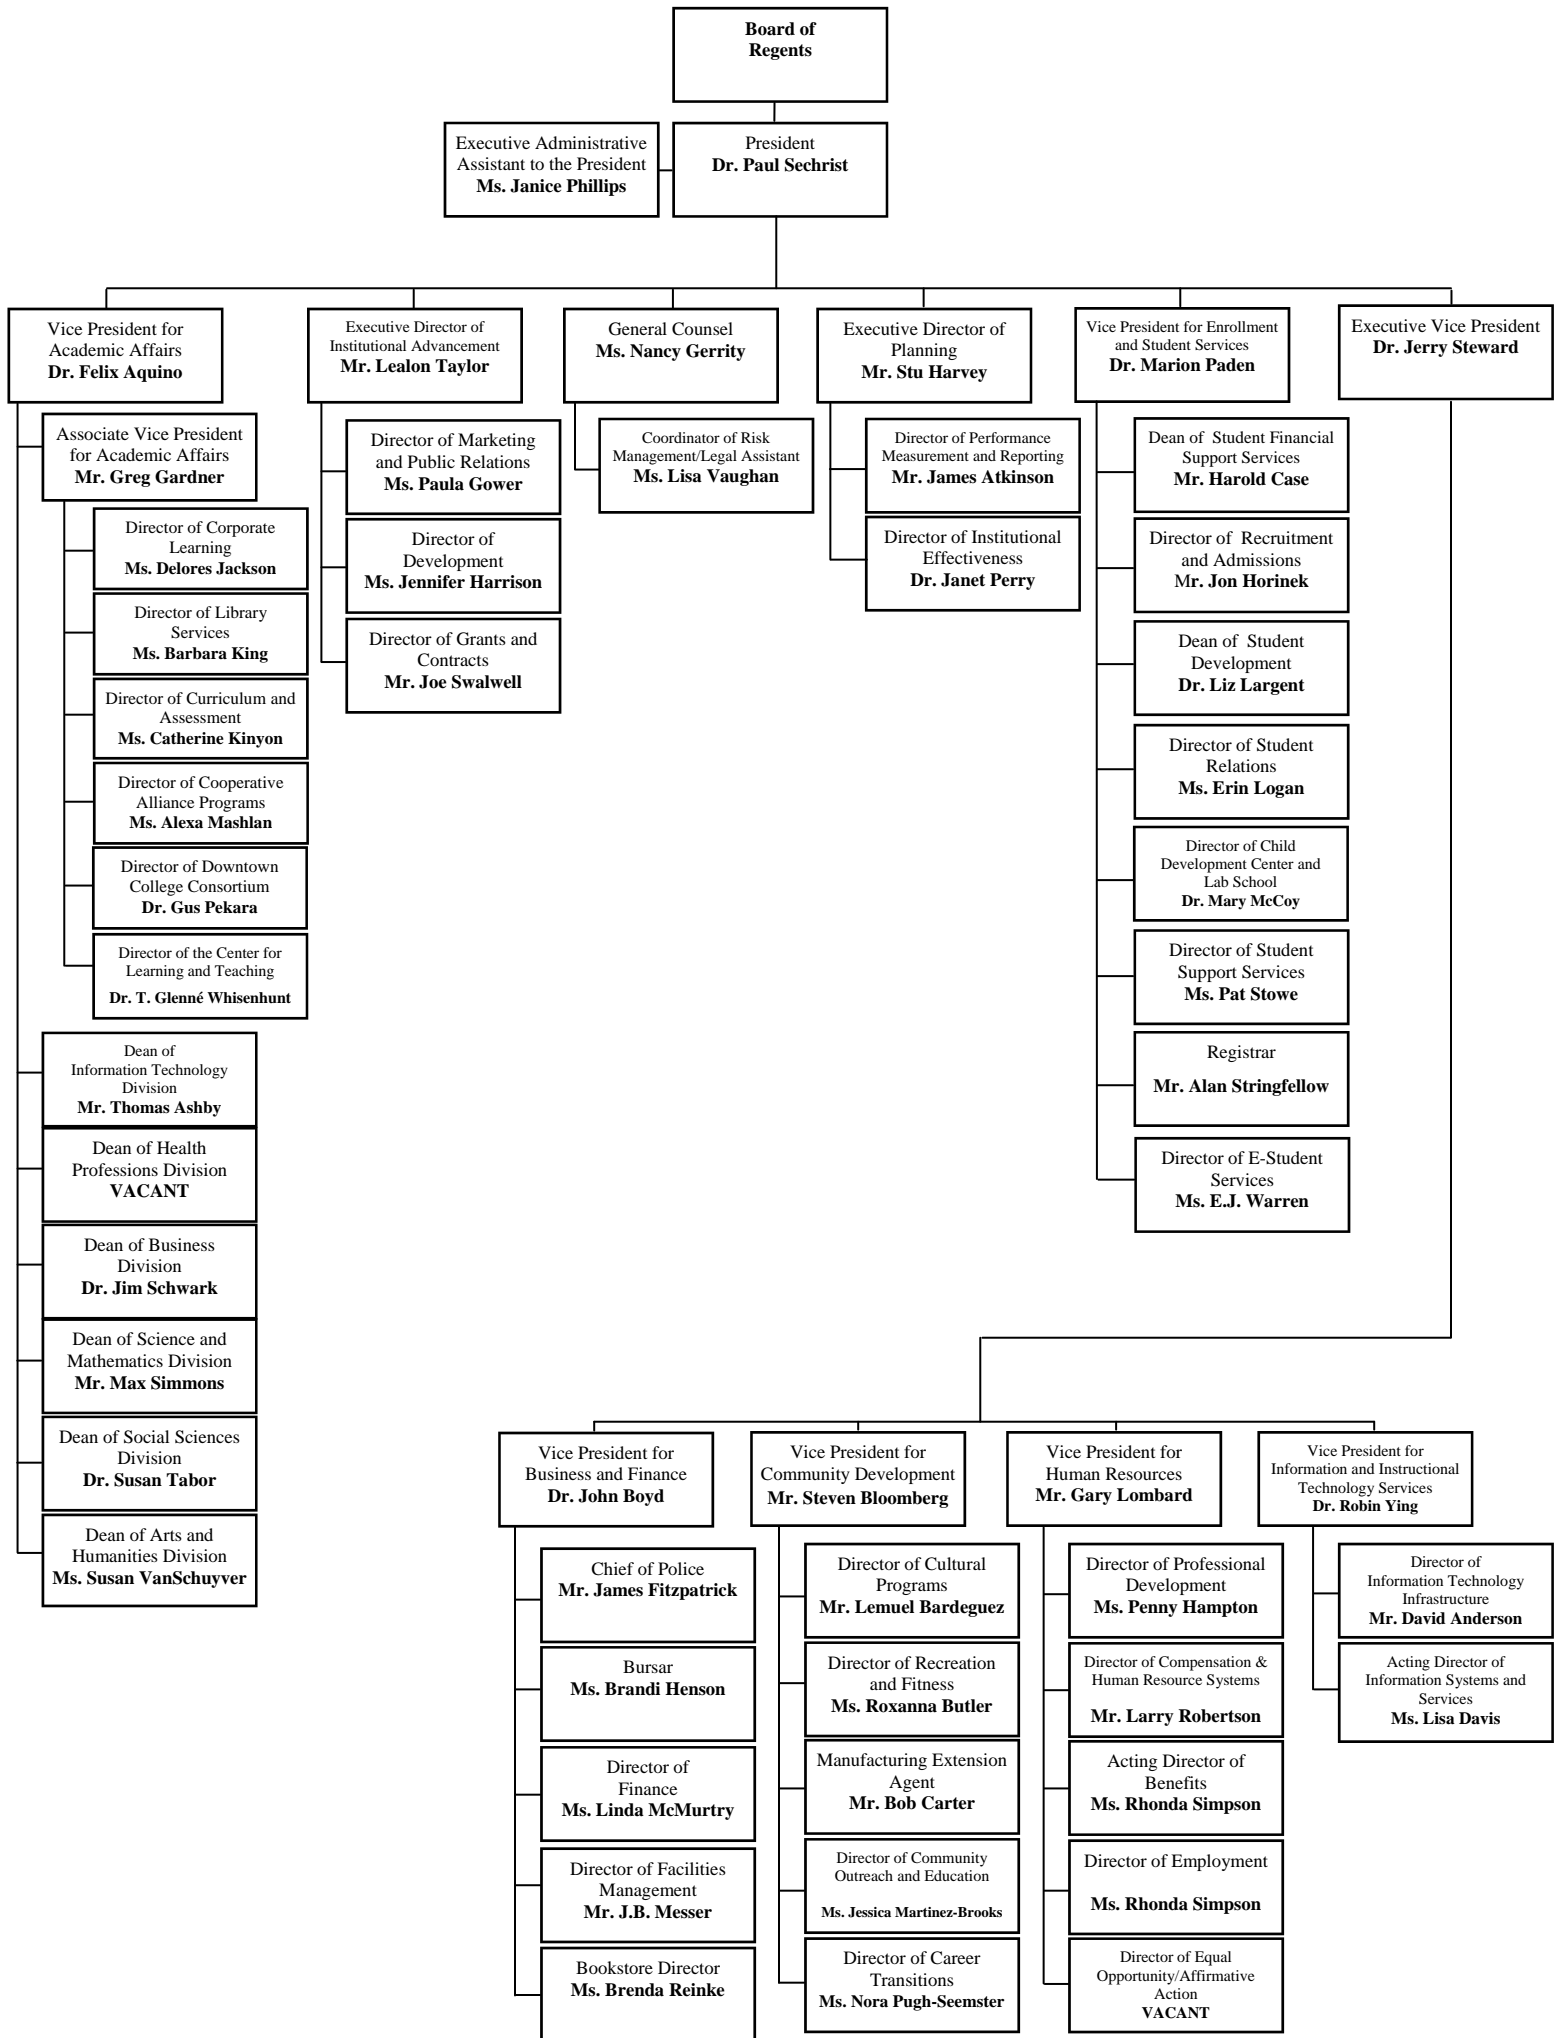 Board of
Regents
Executive Administrative
Assistant to the President
Ms. Janice Phillips
President
Dr. Paul Sechrist
Vice President for
Academic Affairs
Dr. Felix Aquino
Executive Director of
Institutional Advancement
Mr. Lealon Taylor
General Counsel
Ms. Nancy Gerrity
Executive Director of
Planning
Mr. Stu Harvey
Vice President for Enrollment
and Student Services
Dr. Marion Paden
Executive Vice President
Dr. Jerry Steward
Associate Vice President
for Academic Affairs
Mr. Greg Gardner
Director of Corporate
Learning
Ms. Delores Jackson
Director of Library
Services
Ms. Barbara King
Director of Curriculum and
Assessment
Ms. Catherine Kinyon
Director of Cooperative
Alliance Programs
Ms. Alexa Mashlan
Director of Downtown
College Consortium
Dr. Gus Pekara
Director of the Center for
Learning and Teaching
Dr. T. Glenné Whisenhunt
Dean of
Information Technology
Division
Mr. Thomas Ashby
Dean of Health
Professions Division
VACANT
Dean of Business
Division
Dr. Jim Schwark
Dean of Science and
Mathematics Division
Mr. Max Simmons
Dean of Social Sciences
Division
Dr. Susan Tabor
Dean of Arts and
Humanities Division
Ms. Susan VanSchuyver
Director of Marketing
and Public Relations
Ms. Paula Gower
Director of
Development
Ms. Jennifer Harrison
Director of Grants and
Contracts
Mr. Joe Swalwell
Coordinator of Risk
Management/Legal Assistant
Ms. Lisa Vaughan
Director of Performance
Measurement and Reporting
Mr. James Atkinson
Director of Institutional
Effectiveness
Dr. Janet Perry
Dean of Student Financial
Support Services
Mr. Harold Case
Director of Recruitment
and Admissions
Mr. Jon Horinek
Dean of Student
Development
Dr. Liz Largent
Director of Student
Relations
Ms. Erin Logan
Director of Child
Development Center and
Lab School
Dr. Mary McCoy
Director of Student
Support Services
Ms. Pat Stowe
Registrar
Mr. Alan Stringfellow
Director of E-Student
Services
Ms. E.J. Warren
Vice President for
Business and Finance
Dr. John Boyd
Vice President for
Community Development
Mr. Steven Bloomberg
Vice President for
Human Resources
Mr. Gary Lombard
Vice President for
Information and Instructional
Technology Services
Dr. Robin Ying
Chief of Police
Mr. James Fitzpatrick
Bursar
Ms. Brandi Henson
Director of
Finance
Ms. Linda McMurtry
Director of Facilities
Management
Mr. J.B. Messer
Bookstore Director
Ms. Brenda Reinke
Director of Cultural
Programs
Mr. Lemuel Bardeguez
Director of Recreation
and Fitness
Ms. Roxanna Butler
Manufacturing Extension
Agent
Mr. Bob Carter
Director of Community
Outreach and Education
Ms. Jessica Martinez-Brooks
Director of Career
Transitions
Ms. Nora Pugh-Seemster
Director of Professional
Development
Ms. Penny Hampton
Director of Compensation &
Human Resource Systems
Mr. Larry Robertson
Acting Director of
Benefits
Ms. Rhonda Simpson
Director of Employment
Ms. Rhonda Simpson
Director of Equal
Opportunity/Affirmative
Action
VACANT
Director of
Information Technology
Infrastructure
Mr. David Anderson
Acting Director of
Information Systems and
Services
Ms. Lisa Davis